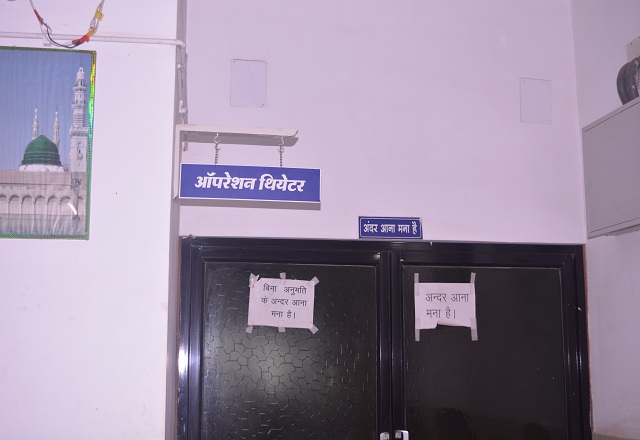 ऑपरेशन थियेटर
अंदर आना मना है
बिना अनुमति
के अन्दर आना
मना है।
अन्दर आना
मना है।